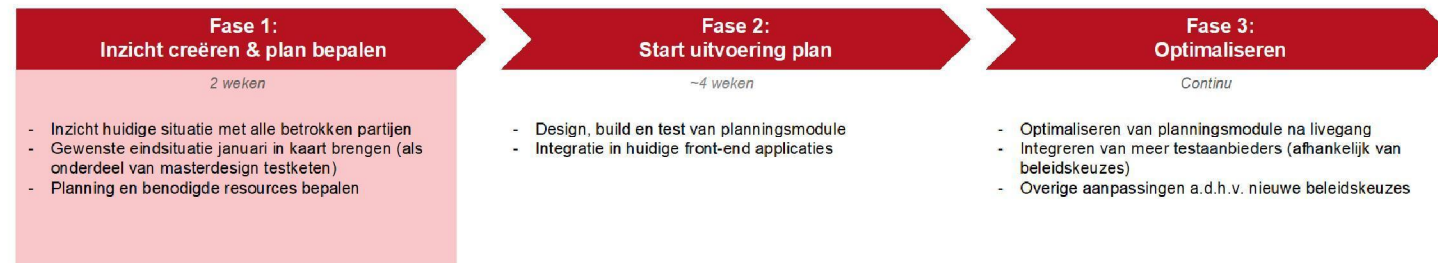 Fase 1:
Inzicht creëren & plan bepalen
2 weken
- Inzicht huidige situatie met alle betrokken partijen
- Gewenste eindsituatie januari in kaart brengen (als
onderdeel van masterdesign testketen)
- Planning en benodigde resources bepalen
Fase 2:
Start uitvoering plan
~4 weken
- Design, build en test van planningsmodule
- Integratie in huidige front-end applicaties
Fase 3:
Optimaliseren
Continu
- Optimaliseren van planningsmodule na livegang
- Integreren van meer testaanbieders (afhankelijk van
beleidskeuzes)
- Overige aanpassingen a.d.h.v. nieuwe beleidskeuzes